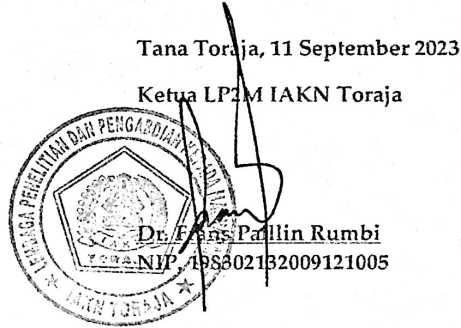 Tana Toraja, 11 September 2023
Ketua LP2M IAKN Toraja
LEMBAGA PENELITIAN DAN PENGABDIAN KEPADA
IAKN TORAJA
Dr. Frans Paillin Rumbi
NIP. 198302132009121005